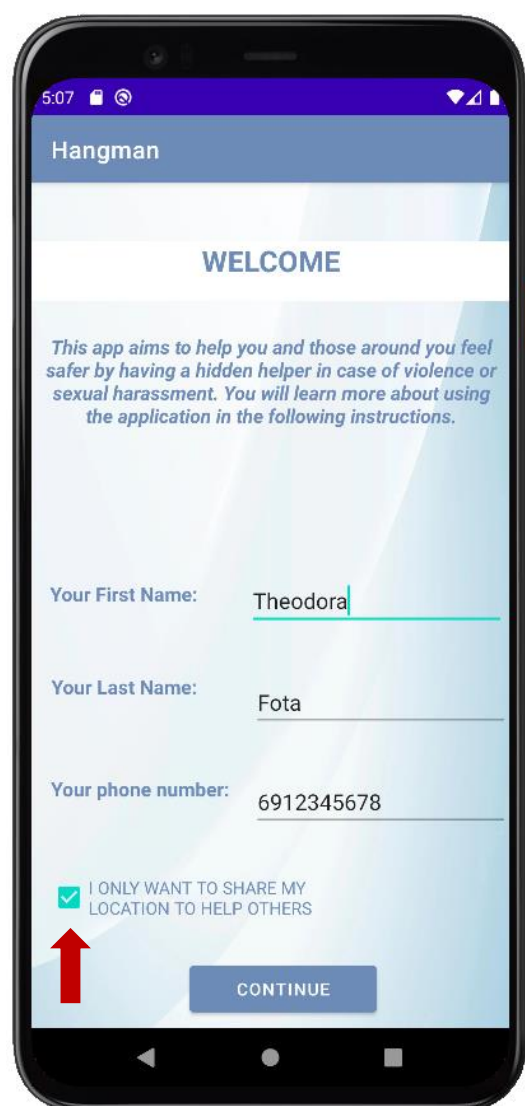 5:07
Hangman
WELCOME
This app aims to help you and those around you feel
safer by having a hidden helper in case of violence or
sexual harassment. You will learn more about using
the application in the following instructions.
Your First Name: Theodora
Your Last Name: Fota
Your phone number: 6912345678
I ONLY WANT TO SHARE MY
LOCATION TO HELP OTHERS
CONTINUE